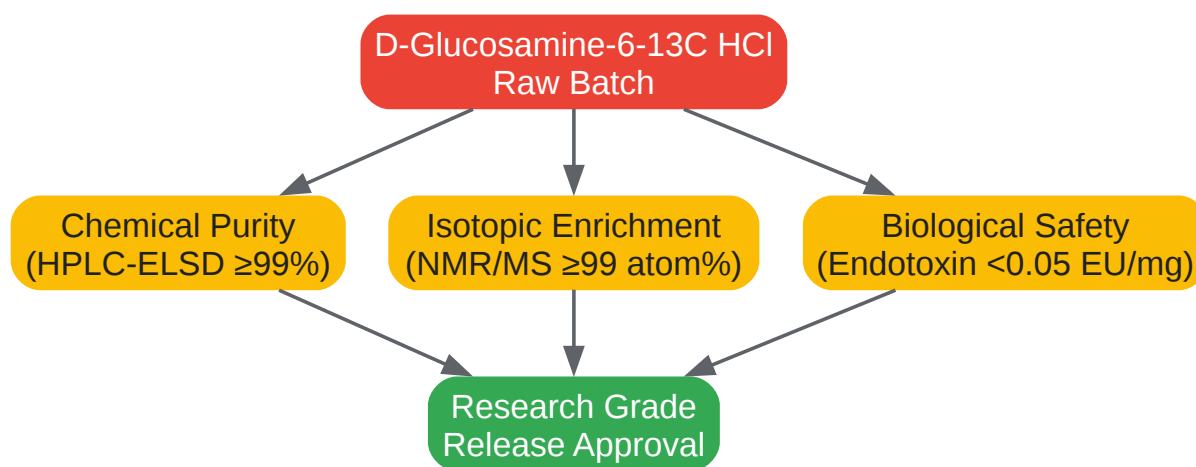 D-Glucosamine-6-13C HCl
Raw Batch
Chemical Purity
(HPLC-ELSD ≥99%)
Isotopic Enrichment
(NMR/MS ≥99 atom%)
Biological Safety
(Endotoxin <0.05 EU/mg)
Research Grade
Release Approval